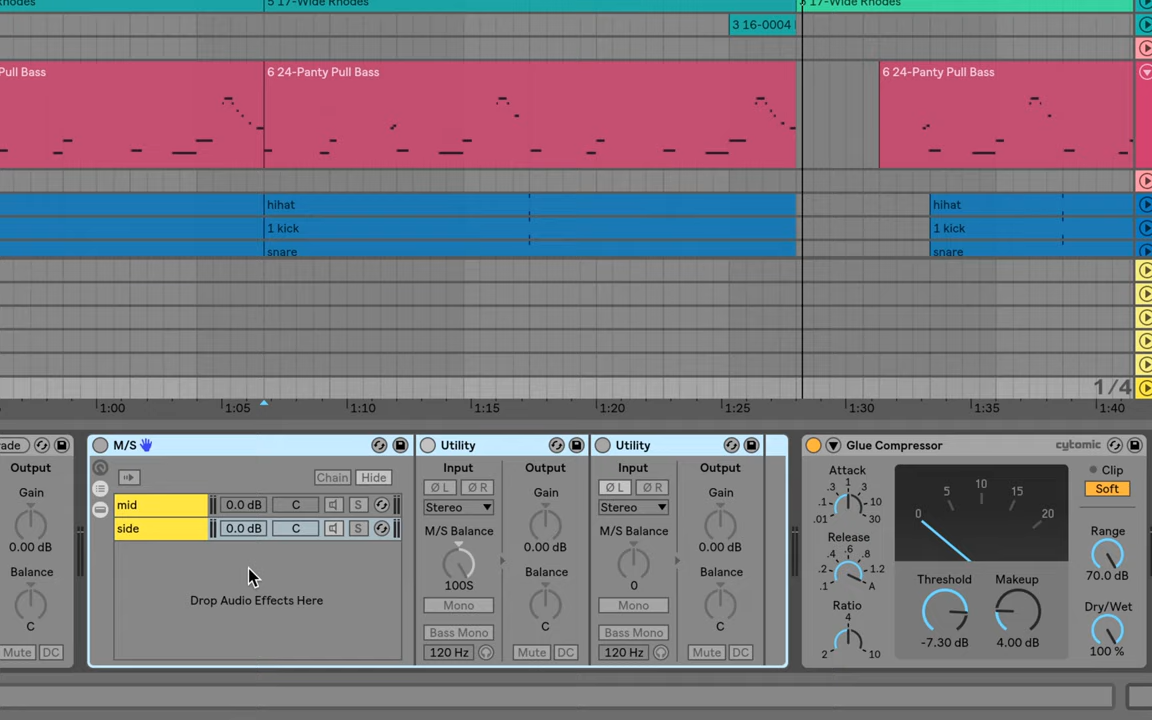 Rhodes
5 17-Wide Rhodes
17-Wide Rhodes
3 16-0004
Pull Bass
6 24-Panty Pull Bass
6 24-Panty Pull Bass
hihat
hihat
1 kick
1 kick
snare
snare
1/4
1:00
1:05
1:10
1:15
1:20
1:25
1:30
1:35
1:40
ade
Output
Gain
0.00 dB
Balance
C
Mute
DC
M/S
Chain
Hide
mid
0.0 dB
C
S
side
0.0 dB
C
S
Drop Audio Effects Here
Utility
Input
Output
Ø L
Ø R
Gain
Stereo
M/S Balance
0.00 dB
100S
Balance
Mono
C
Bass Mono
120 Hz
Mute
DC
Utility
Input
Output
Ø L
Ø R
Gain
Stereo
M/S Balance
0.00 dB
0
Balance
Mono
C
Bass Mono
120 Hz
Mute
DC
Glue Compressor
cytomic
Attack
.01
.1
.3
1
3
10
30
Release
.1
.2
.4
.6
.8
1.2
A
Ratio
2
4
10
0
5
10
15
20
Threshold
-7.30 dB
Makeup
4.00 dB
Clip
Soft
Range
70.0 dB
Dry/Wet
100 %